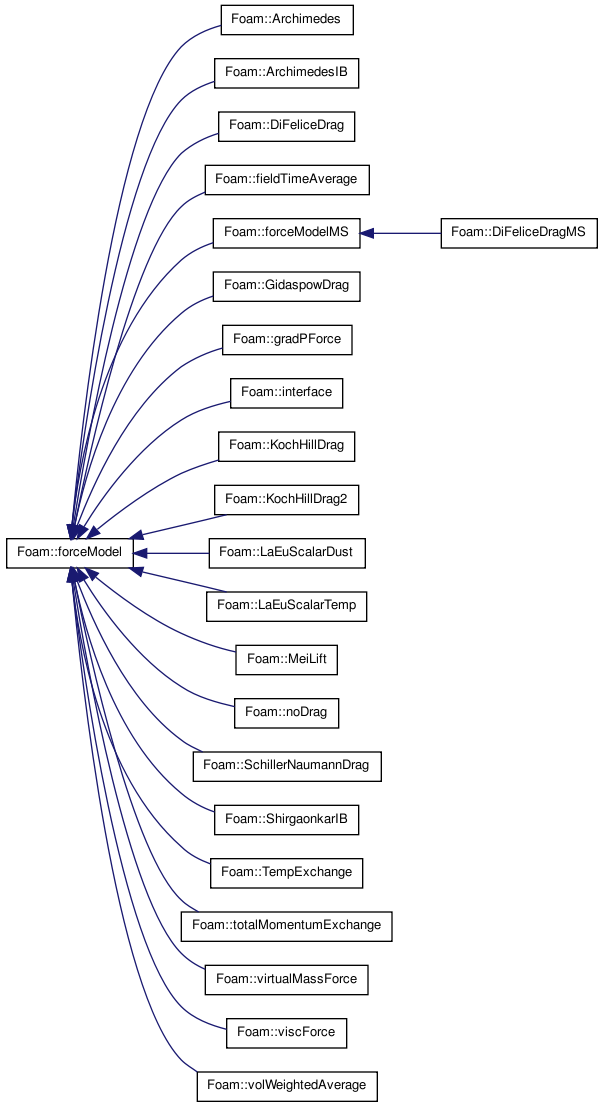 Foam::Archimedes
Foam::ArchimedesIB
Foam::DiFeliceDrag
Foam::fieldTimeAverage
Foam::forceModelMS
Foam::DiFeliceDragMS
Foam::GidaspowDrag
Foam::gradPForce
Foam::interface
Foam::KochHillDrag
Foam::KochHillDrag2
Foam::forceModel
Foam::LaEuScalarDust
Foam::LaEuScalarTemp
Foam::MeiLift
Foam::noDrag
Foam::SchillerNaumannDrag
Foam::ShirgaonkarIB
Foam::TempExchange
Foam::totalMomentumExchange
Foam::virtualMassForce
Foam::viscForce
Foam::volWeightedAverage